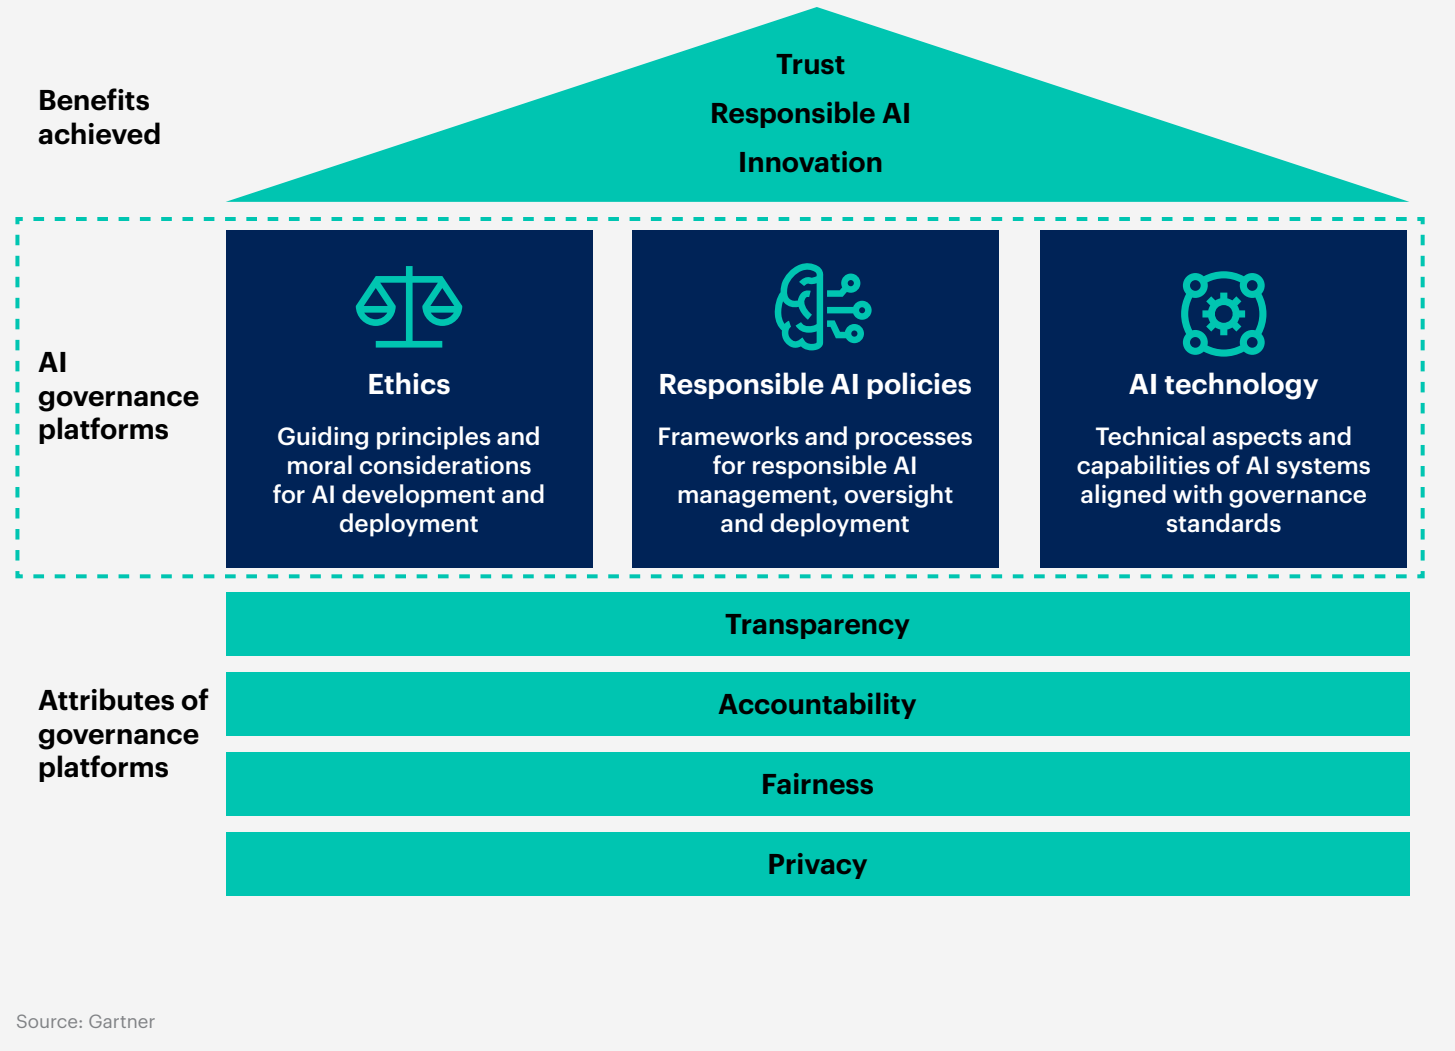 Benefits
achieved
Trust
Responsible AI
Innovation
AI
governance
platforms
Ethics
Guiding principles and
moral considerations
for AI development and
deployment
Responsible AI policies
Frameworks and processes
for responsible AI
management, oversight
and deployment
AI technology
Technical aspects and
capabilities of AI systems
aligned with governance
standards
Attributes of
governance
platforms
Transparency
Accountability
Fairness
Privacy
Source: Gartner